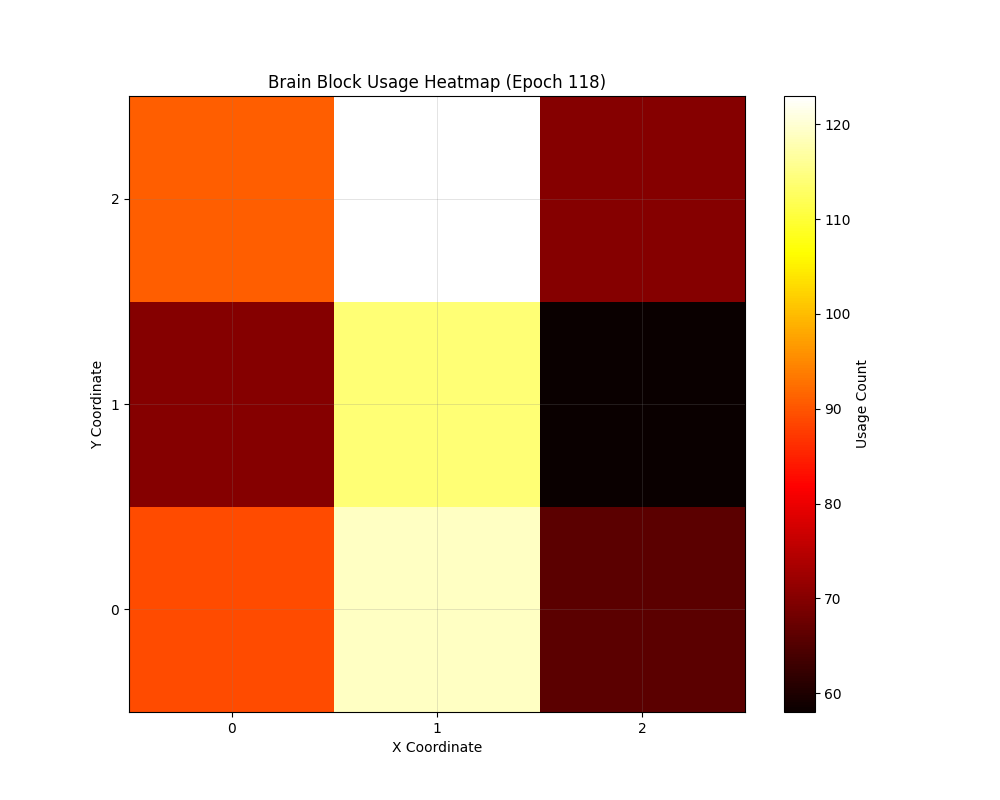 Brain Block Usage Heatmap (Epoch 118)
2
1
0
Y Coordinate
0 1 2
X Coordinate
120
110
100
90
80
70
60
Usage Count